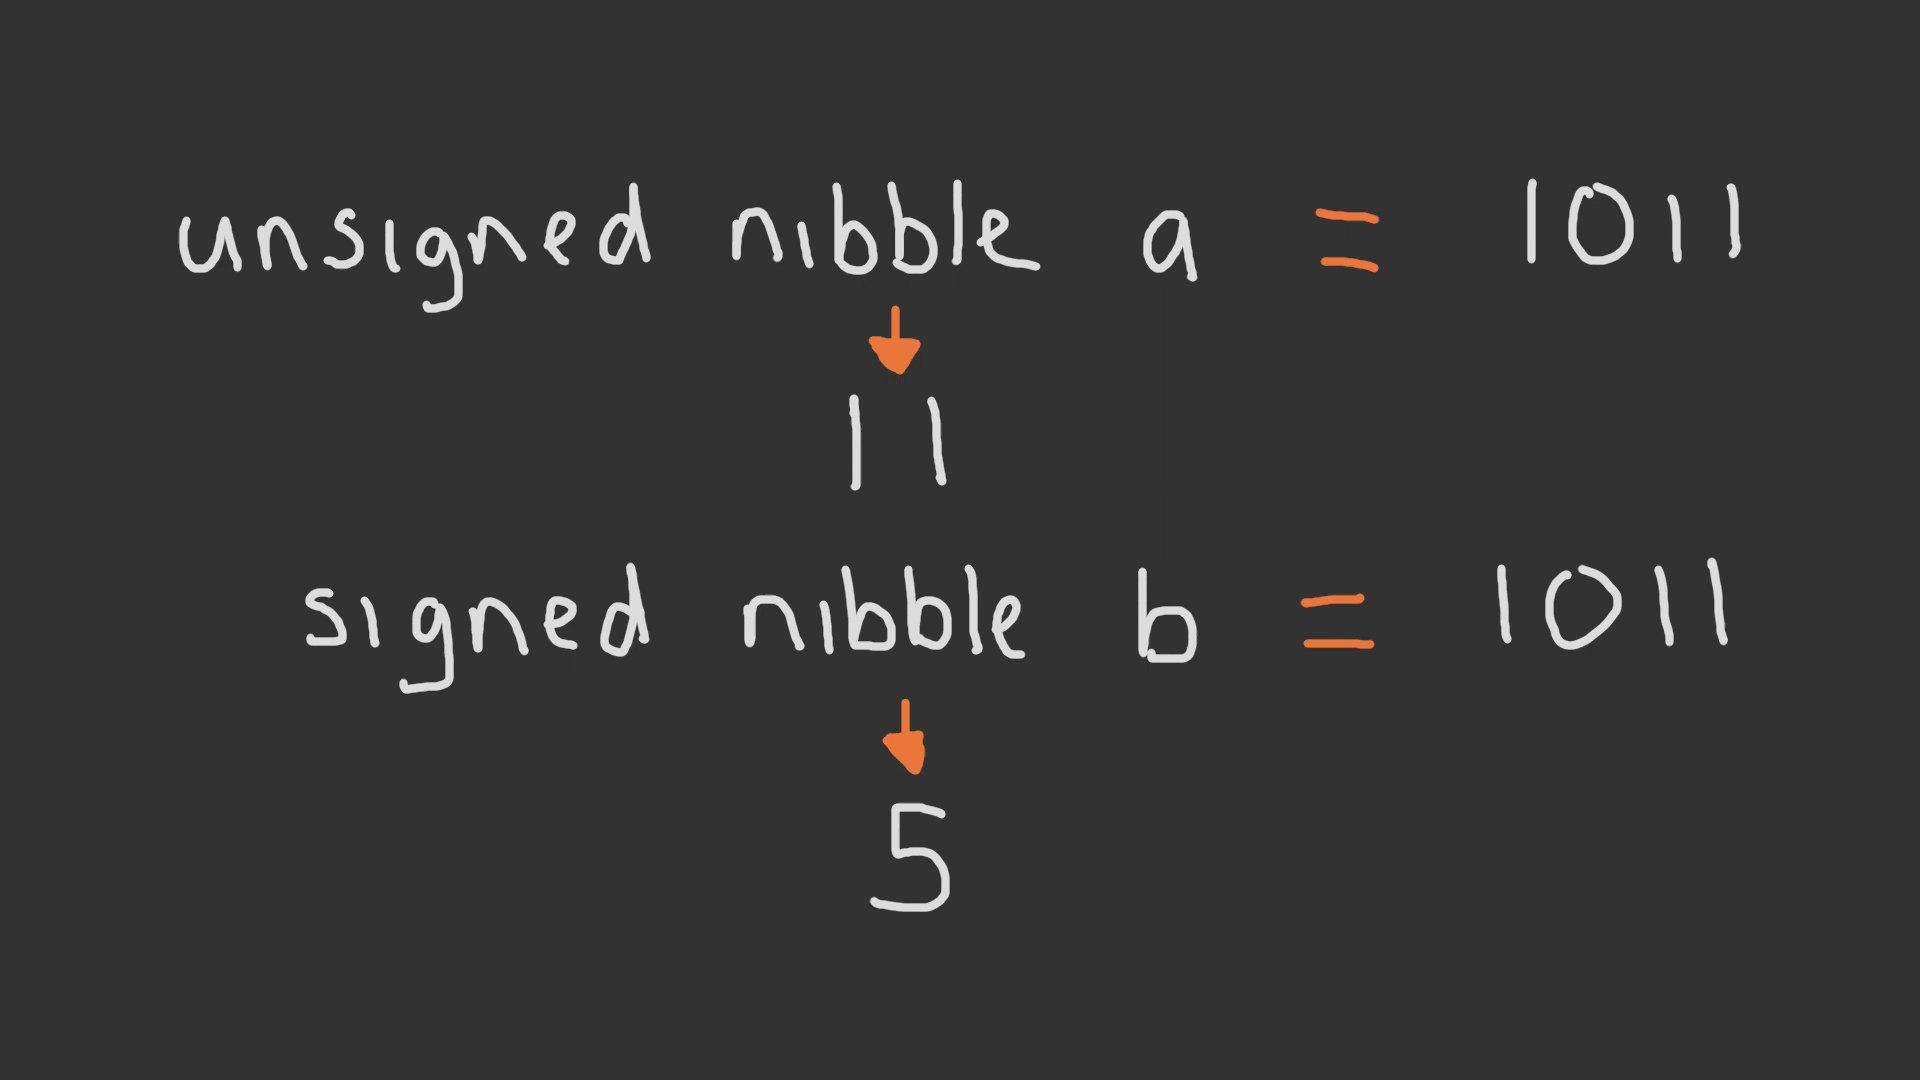 unsigned nibble a = 1011
11
signed nibble b = 1011
5